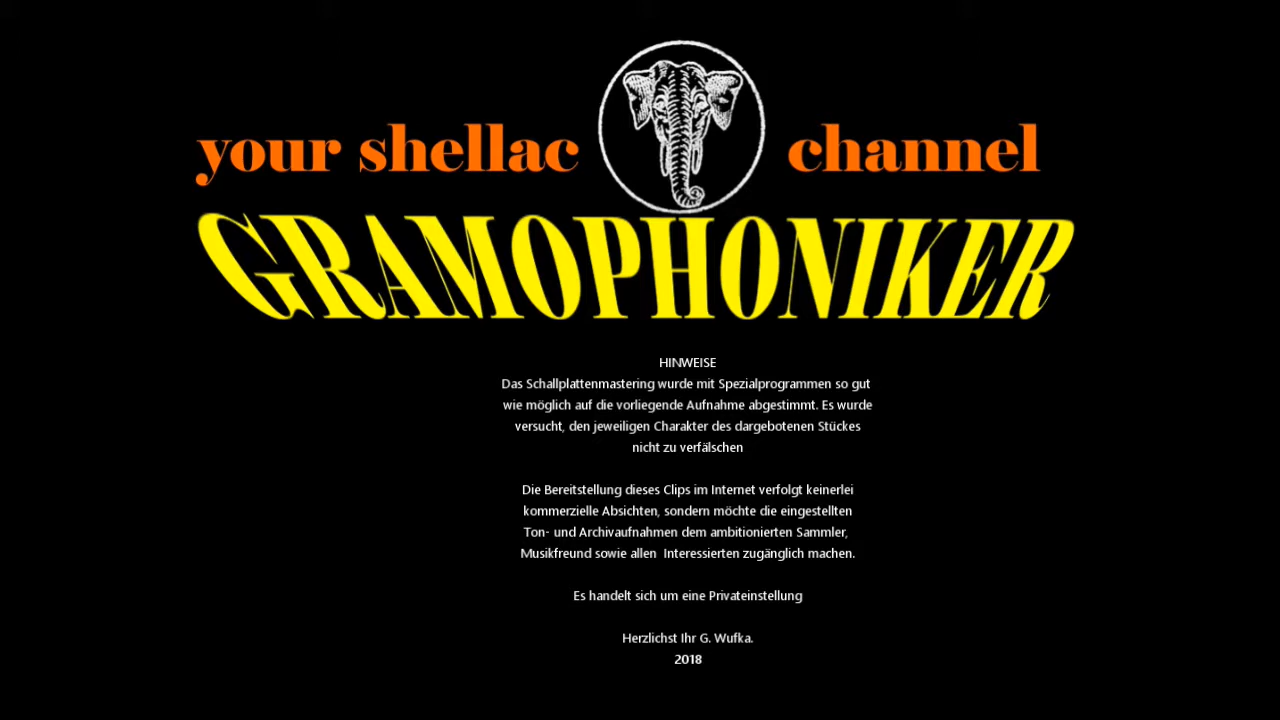 your shellac channel
GRAMOPHONIKER
HINWEISE
Das Schallplattenmastering wurde mit Spezialprogrammen so gut
wie möglich auf die vorliegende Aufnahme abgestimmt. Es wurde
versucht, den jeweiligen Charakter des dargebotenen Stückes
nicht zu verfälschen
Die Bereitstellung dieses Clips im Internet verfolgt keinerlei
kommerzielle Absichten, sondern möchte die eingestellten
Ton- und Archivaufnahmen dem ambitionierten Sammler,
Musikfreund sowie allen  Interessierten zugänglich machen.
Es handelt sich um eine Privateinstellung
Herzlichst Ihr G. Wufka.
2018